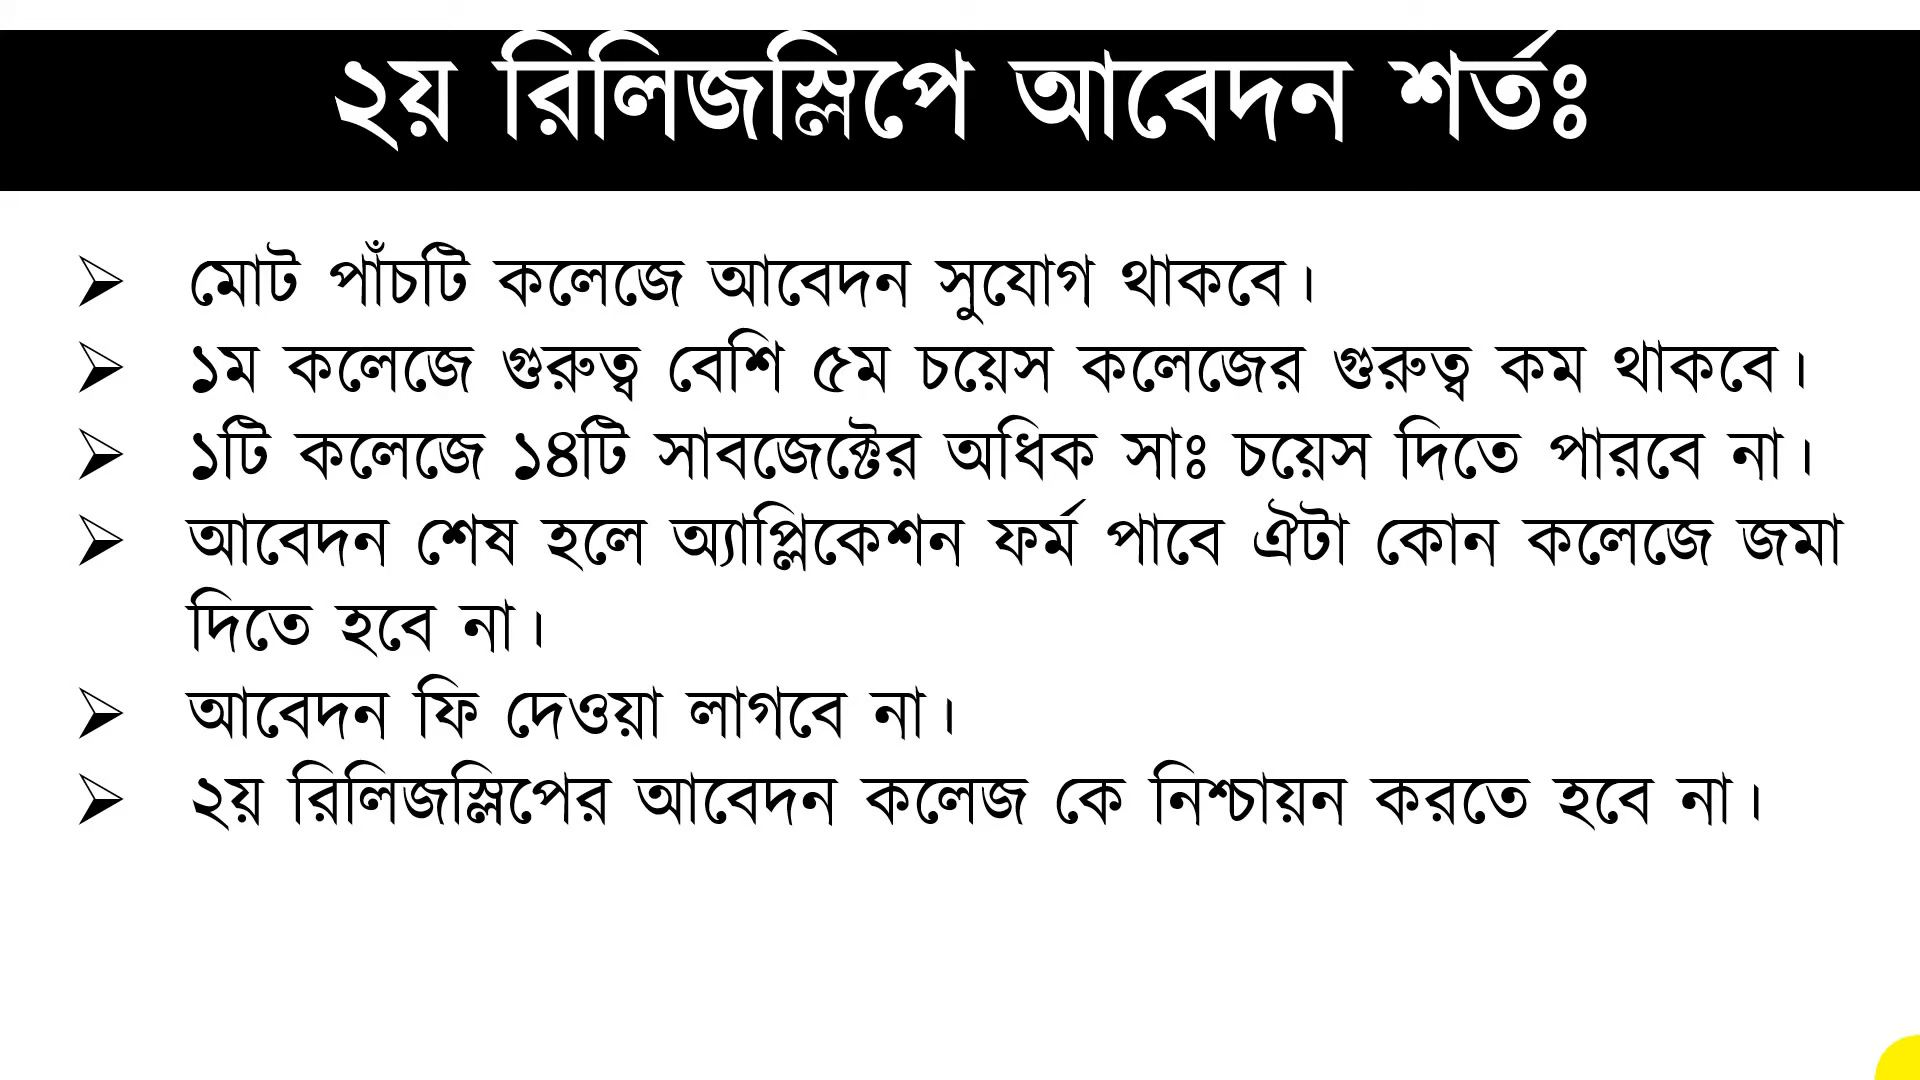 ২য় রিলিজস্লিপে আবেদন শর্তঃ
➢ মোট পাঁচটি কলেজে আবেদন সুযোগ থাকবে।
➢ ১ম কলেজে গুরুত্ব বেশি ৫ম চয়েস কলেজের গুরুত্ব কম থাকবে।
➢ ১টি কলেজে ১৪টি সাবজেক্টের অধিক সাঃ চয়েস দিতে পারবে না।
➢ আবেদন শেষ হলে অ্যাপ্লিকেশন ফর্ম পাবে ঐটা কোন কলেজে জমা
দিতে হবে না।
➢ আবেদন ফি দেওয়া লাগবে না।
➢ ২য় রিলিজস্লিপের আবেদন কলেজ কে নিশ্চায়ন করতে হবে না।